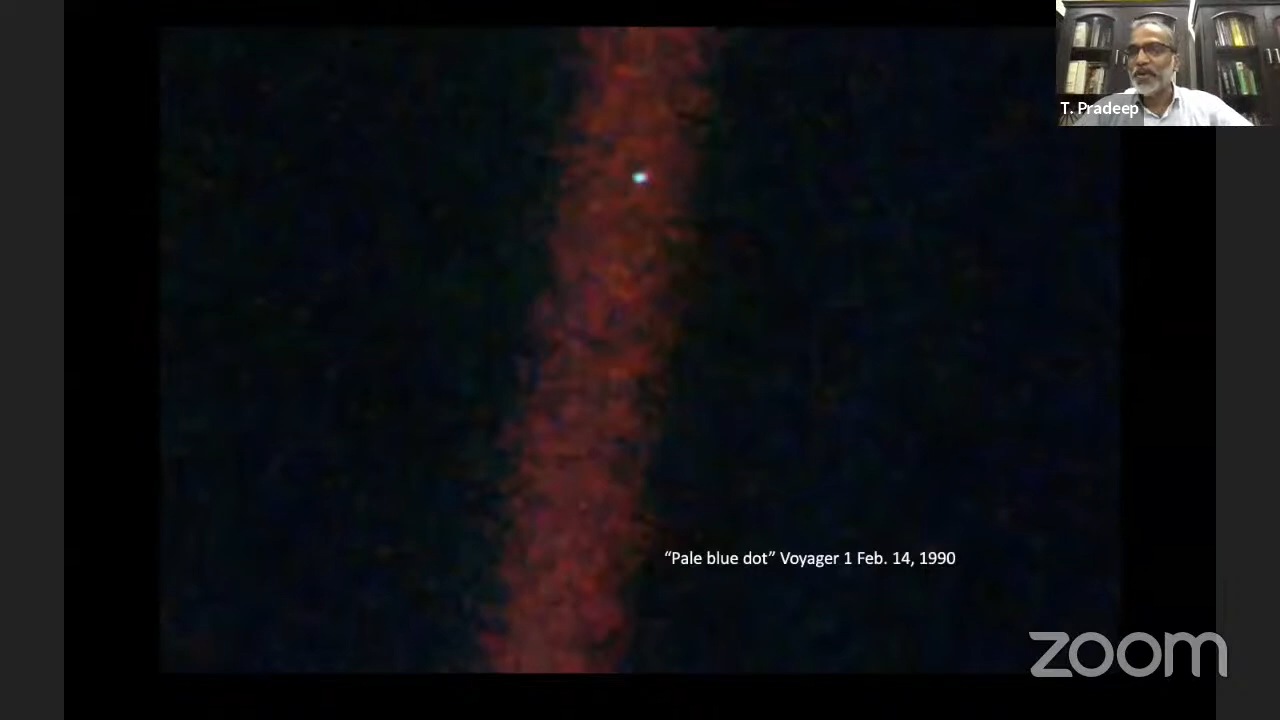 T. Pradeep
“Pale blue dot” Voyager 1 Feb. 14, 1990
zoom